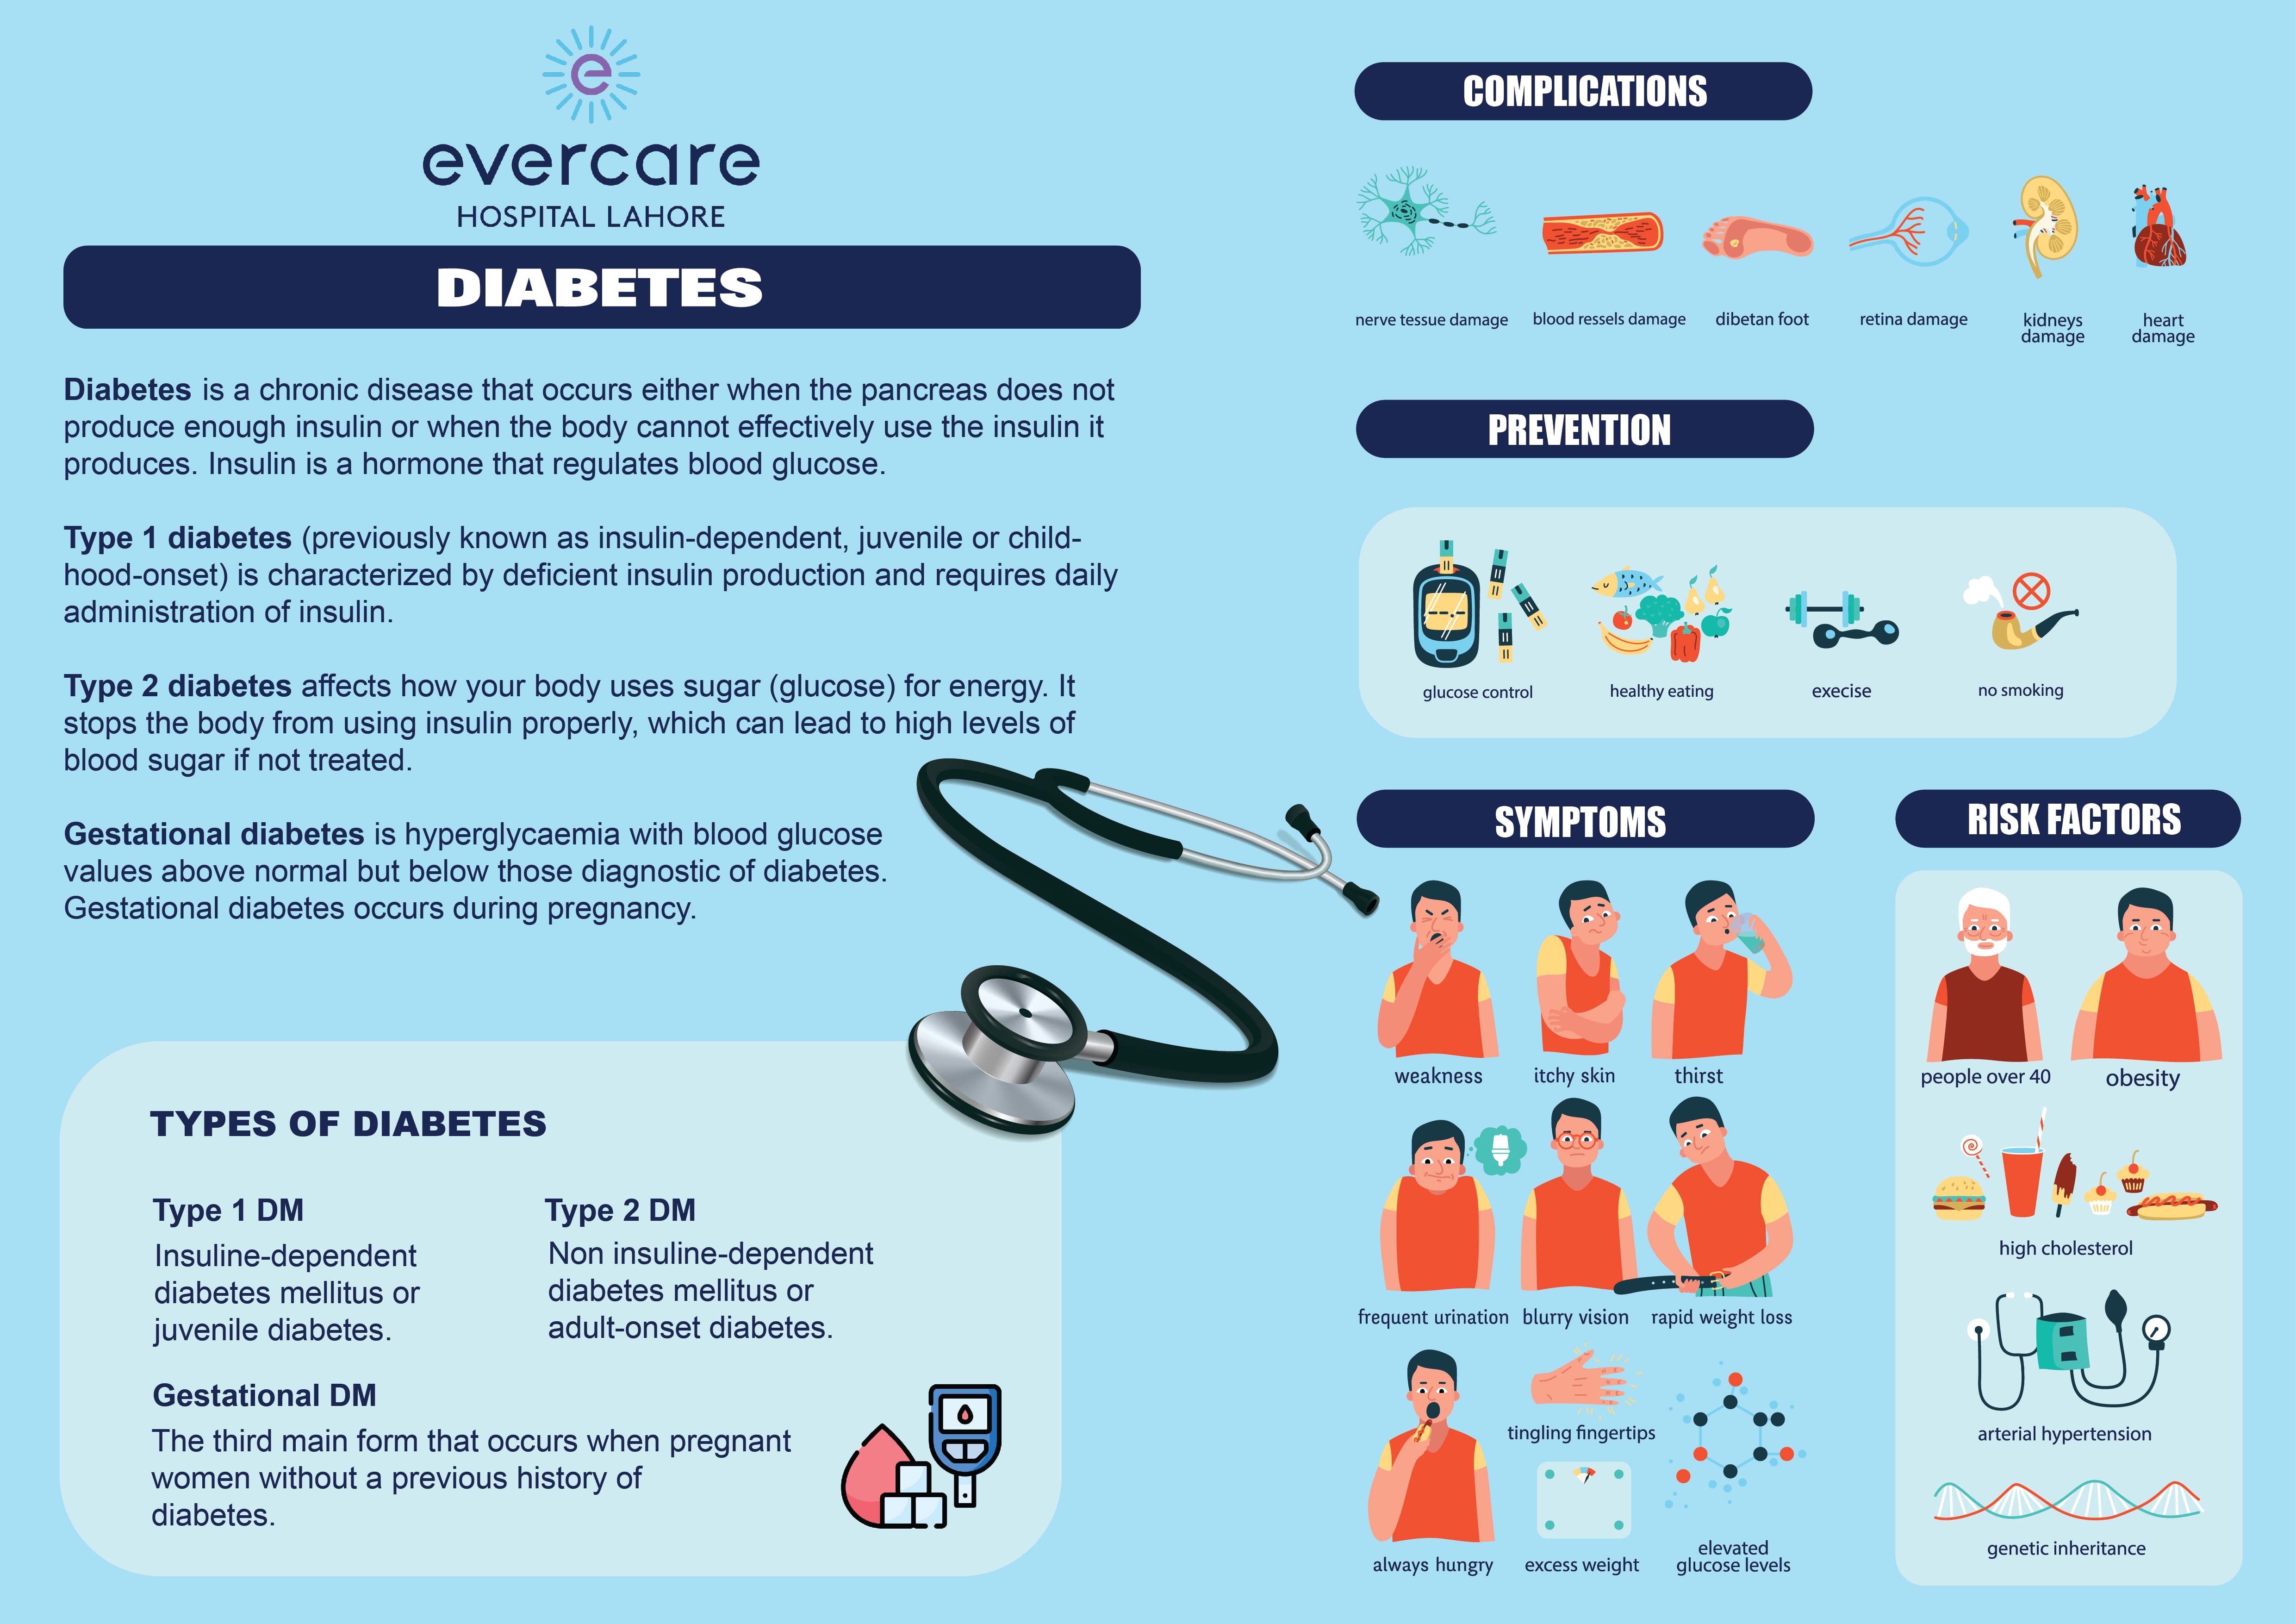 e
evercare
HOSPITAL LAHORE
DIABETES
Diabetes is a chronic disease that occurs either when the pancreas does not
produce enough insulin or when the body cannot effectively use the insulin it
produces. Insulin is a hormone that regulates blood glucose.
Type 1 diabetes (previously known as insulin-dependent, juvenile or child-
hood-onset) is characterized by deficient insulin production and requires daily
administration of insulin.
Type 2 diabetes affects how your body uses sugar (glucose) for energy. It
stops the body from using insulin properly, which can lead to high levels of
blood sugar if not treated.
Gestational diabetes is hyperglycaemia with blood glucose
values above normal but below those diagnostic of diabetes.
Gestational diabetes occurs during pregnancy.
TYPES OF DIABETES
Type 1 DM
Insuline-dependent
diabetes mellitus or
juvenile diabetes.
Type 2 DM
Non insuline-dependent
diabetes mellitus or
adult-onset diabetes.
Gestational DM
The third main form that occurs when pregnant
women without a previous history of
diabetes.
COMPLICATIONS
nerve tessue damage
blood ressels damage
dibetan foot
retina damage
kidneys
damage
heart
damage
PREVENTION
glucose control
healthy eating
execise
no smoking
SYMPTOMS
weakness
itchy skin
thirst
frequent urination
blurry vision
rapid weight loss
always hungry
tingling fingertips
excess weight
elevated
glucose levels
RISK FACTORS
people over 40
obesity
high cholesterol
arterial hypertension
genetic inheritance